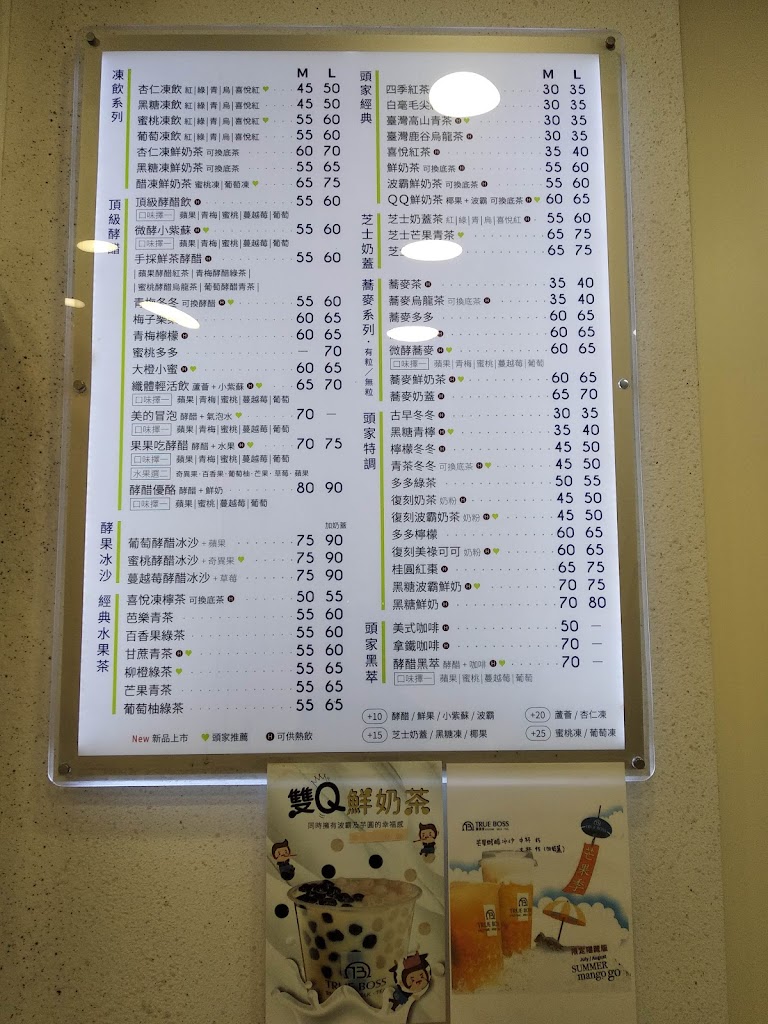 凍飲系列
M L
杏仁凍飲 紅|綠|青|烏|喜悅紅 45 50
黑糖凍飲 紅|綠|青|烏|喜悅紅 45 50
蜜桃凍飲 紅|綠|青|烏|喜悅紅 55 60
葡萄凍飲 紅|綠|青|烏|喜悅紅 55 60
杏仁凍鮮奶茶 可換底茶 60 70
黑糖凍鮮奶茶 可換底茶 55 65
醋凍鮮奶茶 蜜桃凍|葡萄凍 65 75
頂級酵醋
頂級酵醋飲 H 55 60
口味擇一 蘋果|青梅|蜜桃|蔓越莓|葡萄
微酵小紫蘇 H 55 60
口味擇一 蘋果|青梅|蜜桃|蔓越莓|葡萄
手採鮮茶酵醋 H 55 60
|蘋果酵醋紅茶|青梅酵醋綠茶|
|蜜桃酵醋烏龍茶|葡萄酵醋青茶|
青梅冬冬 可換酵醋 H 55 60
梅子樂 60 65
青梅檸檬 H 60 65
蜜桃多多 — 70
大橙小蜜 H 60 65
纖體輕活飲 蘆薈+小紫蘇 H 65 70
口味擇一 蘋果|青梅|蜜桃|蔓越莓|葡萄
美的冒泡 酵醋+氣泡水 70 —
口味擇一 蘋果|青梅|蜜桃|蔓越莓|葡萄
果果吃酵醋 酵醋+水果 H 70 75
口味擇一 蘋果|青梅|蜜桃|蔓越莓|葡萄
水果選二 奇異果·百香果·葡萄柚·芒果·草莓·蘋果
酵醋優酪 酵醋+鮮奶 80 90
口味擇一 蘋果|青梅|蜜桃|蔓越莓|葡萄
酵果冰沙
加奶蓋
葡萄酵醋冰沙 +蘋果 75 90
蜜桃酵醋冰沙 +奇異果 75 90
蔓越莓酵醋冰沙 +草莓 75 90
經典水果茶
喜悅凍檸茶 可換底茶 H 50 55
芭樂青茶 55 60
百香果綠茶 55 60
甘蔗青茶 H 55 60
柳橙綠茶 55 65
芒果青茶 55 65
葡萄柚綠茶 55 65
New 新品上市 頭家推薦 H 可供熱飲
頭家經典
M L
四季紅茶 30 35
白毫毛尖 30 35
臺灣高山青茶 H 30 35
臺灣鹿谷烏龍茶 H 30 35
喜悅紅茶 H 35 40
鮮奶茶 可換底茶 H 55 60
波霸鮮奶茶 可換底茶 H 55 60
QQ鮮奶茶 椰果+波霸 可換底茶 H 60 65
芝士奶蓋
芝士奶蓋茶 紅|綠|青|烏|喜悅紅 H 55 60
芝士芒果青茶 65 75
芝 65 75
蕎麥系列·有粒/無粒
蕎麥茶 H 35 40
蕎麥烏龍茶 可換底茶 H 35 40
蕎麥多多 60 65
H 60 65
微酵蕎麥 H 60 65
口味擇一 蘋果|青梅|蜜桃|蔓越莓|葡萄
蕎麥鮮奶茶 H 60 65
蕎麥奶蓋 H 65 70
頭家特調
古早冬冬 H 30 35
黑糖青檸 H 35 40
檸檬冬冬 H 45 50
青茶冬冬 可換底茶 H 45 50
多多綠茶 50 55
復刻奶茶 奶粉 H 45 50
復刻波霸奶茶 奶粉 H 45 50
多多檸檬 60 65
復刻美祿可可 奶粉 H 60 65
桂圓紅棗 H 65 75
黑糖波霸鮮奶 H 70 75
黑糖鮮奶 H 70 80
頭家黑萃
美式咖啡 H 50 —
拿鐵咖啡 H 70 —
酵醋黑萃 酵醋+咖啡 H 70 —
口味擇一 蘋果|蜜桃|蔓越莓|葡萄
+10 酵醋/鮮果/小紫蘇/波霸
+20 蘆薈/杏仁凍
+15 芝士奶蓋/黑糖凍/椰果
+25 蜜桃凍/葡萄凍
雙Q鮮奶茶
同時擁有波霸及芋圓的幸福感
TRUE BOSS
TRUE BOSS
芒果季
TRUE BOSS
TRUE BOSS
July / August
SUMMER
mango go